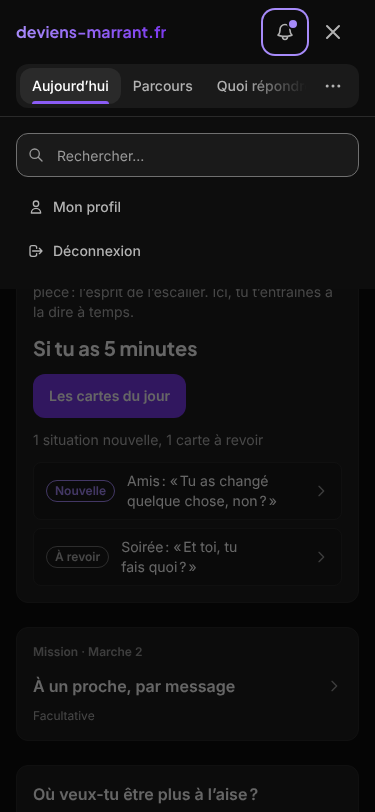 deviens-marrant.fr
Aujourd'hui
Parcours
Quoi répond
Rechercher...
Mon profil
Déconnexion
pièce : l'esprit de l'escalier. Ici, tu t'entraînes à
la dire à temps.
Si tu as 5 minutes
Les cartes du jour
1 situation nouvelle, 1 carte à revoir
Nouvelle
Amis : « Tu as changé
quelque chose, non ? »
À revoir
Soirée : « Et toi, tu
fais quoi ? »
Mission · Marche 2
À un proche, par message
Facultative
Où veux-tu être plus à l'aise ?